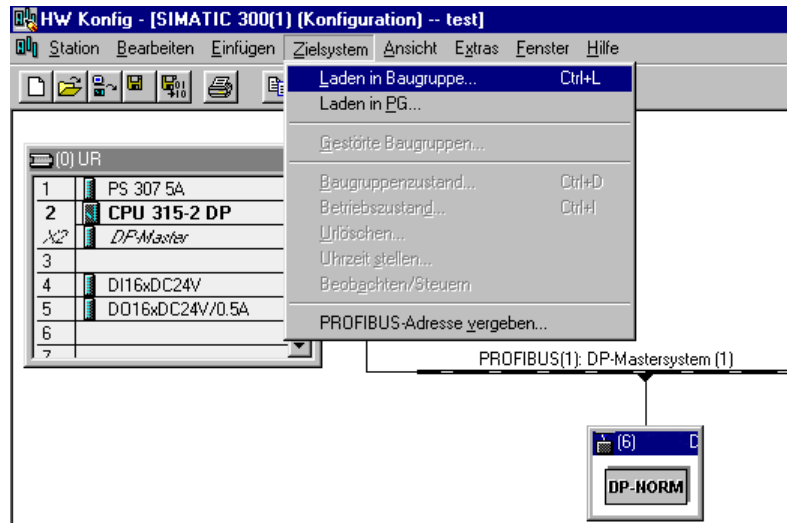 HW Konfig - [SIMATIC 300(1) (Konfiguration) -- test]
Station Bearbeiten Einfügen Zielsystem Ansicht Extras Fenster Hilfe
Laden in Baugruppe... Ctrl+L
Laden in PG...
Gestörte Baugruppen...
Baugruppenzustand... Ctrl+D
Betriebszustand... Ctrl+I
Urlöschen...
Uhrzeit stellen...
Beobachten/Steuern
PROFIBUS-Adresse vergeben...
(0) UR
1 PS 307 5A
2 CPU 315-2 DP
X2 DP-Master
3
4 DI16xDC24V
5 DO16xDC24V/0.5A
6
7
PROFIBUS(1): DP-Mastersystem (1)
(6) D
DP-NORM